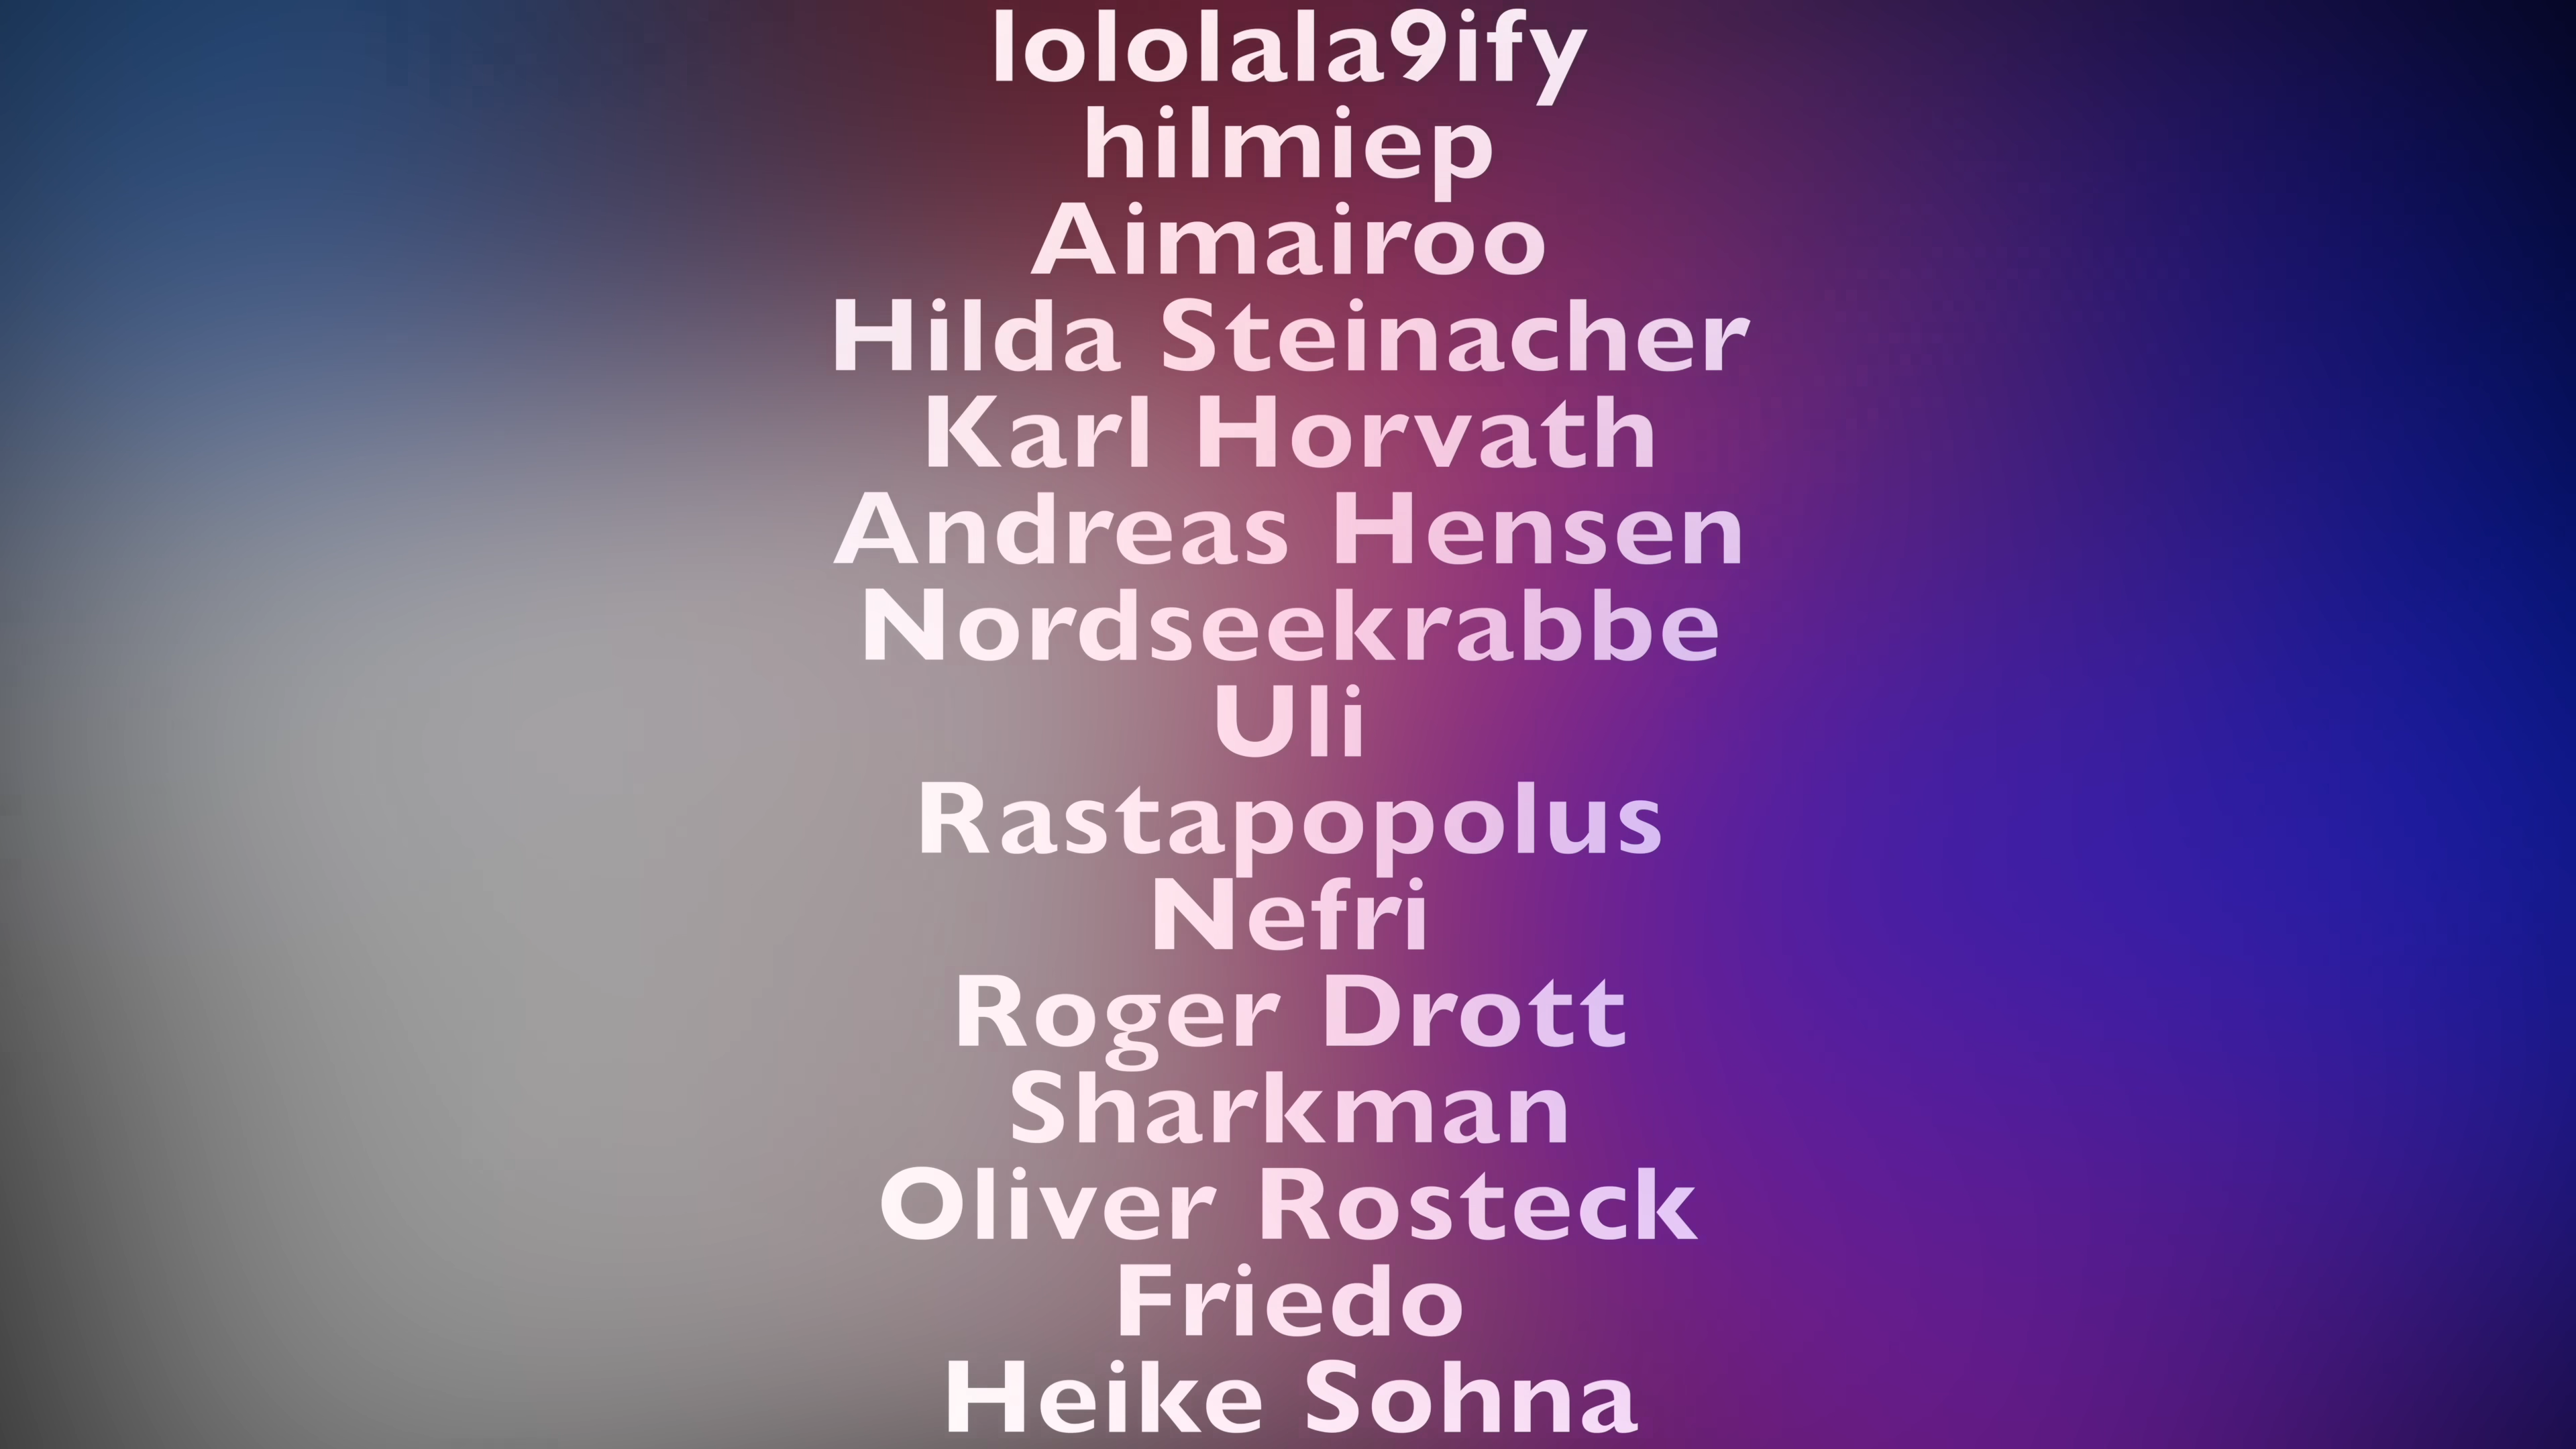 lololala9ify
hilmiep
Aimairoo
Hilda Steinacher
Karl Horvath
Andreas Hensen
Nordseekrabbe
Uli
Rastapopolus
Nefri
Roger Drott
Sharkman
Oliver Rosteck
Friedo
Heike Sohna